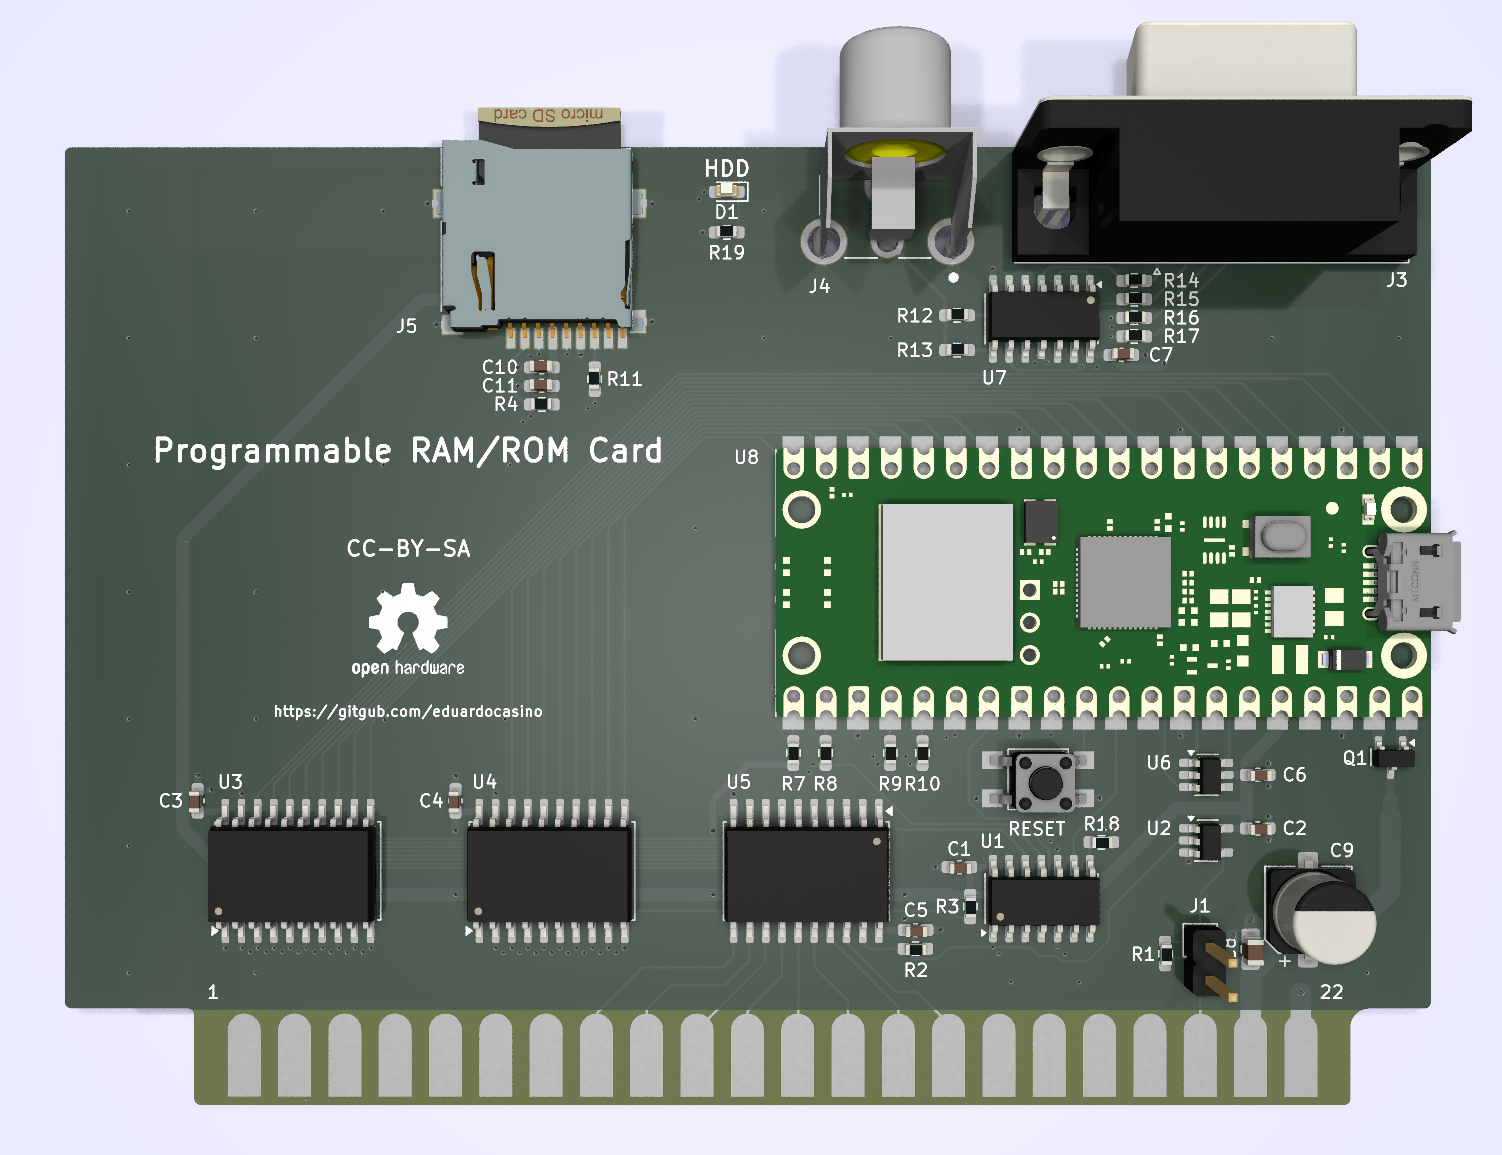 micro SD card
HDD
D1
R19
J4
J3
J5
R14
R15
R16
R17
R12
R13
C7
U7
C10
C11
R4
R11
Programmable RAM/ROM Card
U8
CC-BY-SA
open hardware
https://gitgub.com/eduardocasino
R7
R8
R9
R10
Q1
U6
C6
U3
U4
U5
C3
C4
RESET
R18
U2
C2
U1
C1
C9
R3
C5
R2
J1
R1
1
+
22